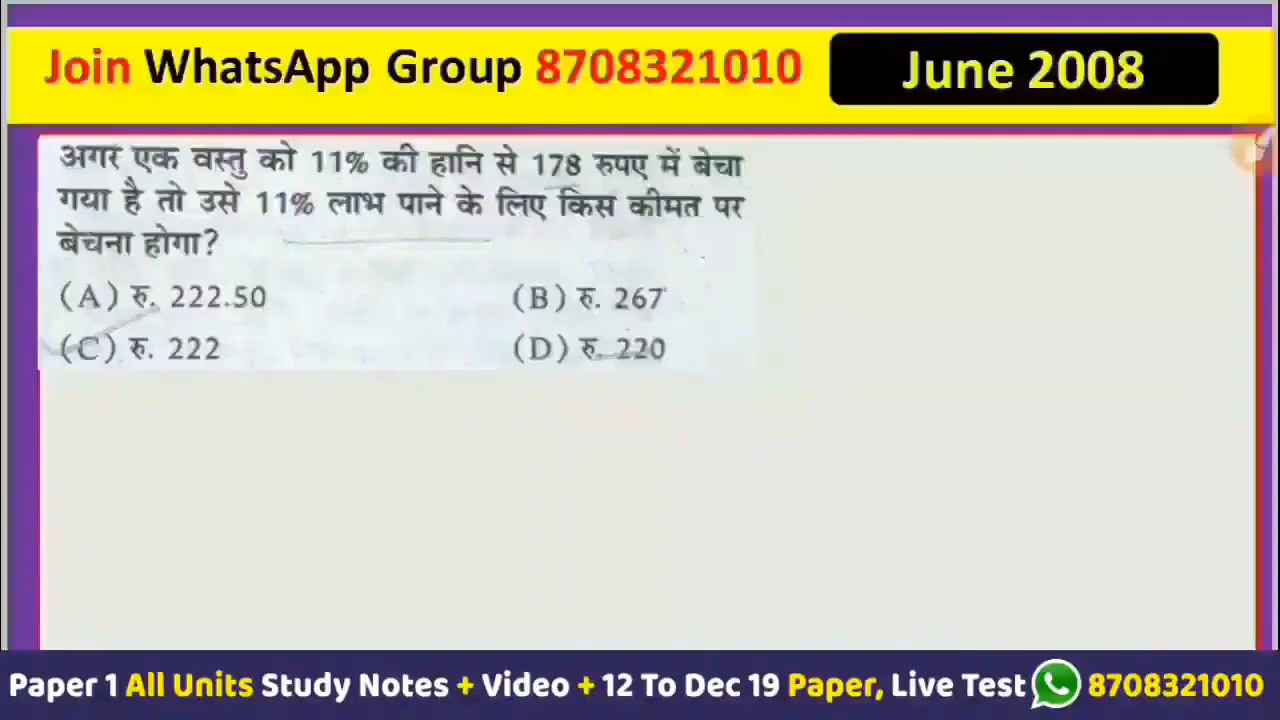 Join WhatsApp Group 8708321010
June 2008
अगर एक वस्तु को 11% की हानि से 178 रुपए में बेचा
गया है तो उसे 11% लाभ पाने के लिए किस कीमत पर
बेचना होगा?
(A) रु. 222.50
(B) रु. 267
(C) रु. 222
(D) रु. 220
Paper 1 All Units Study Notes + Video + 12 To Dec 19 Paper, Live Test 8708321010